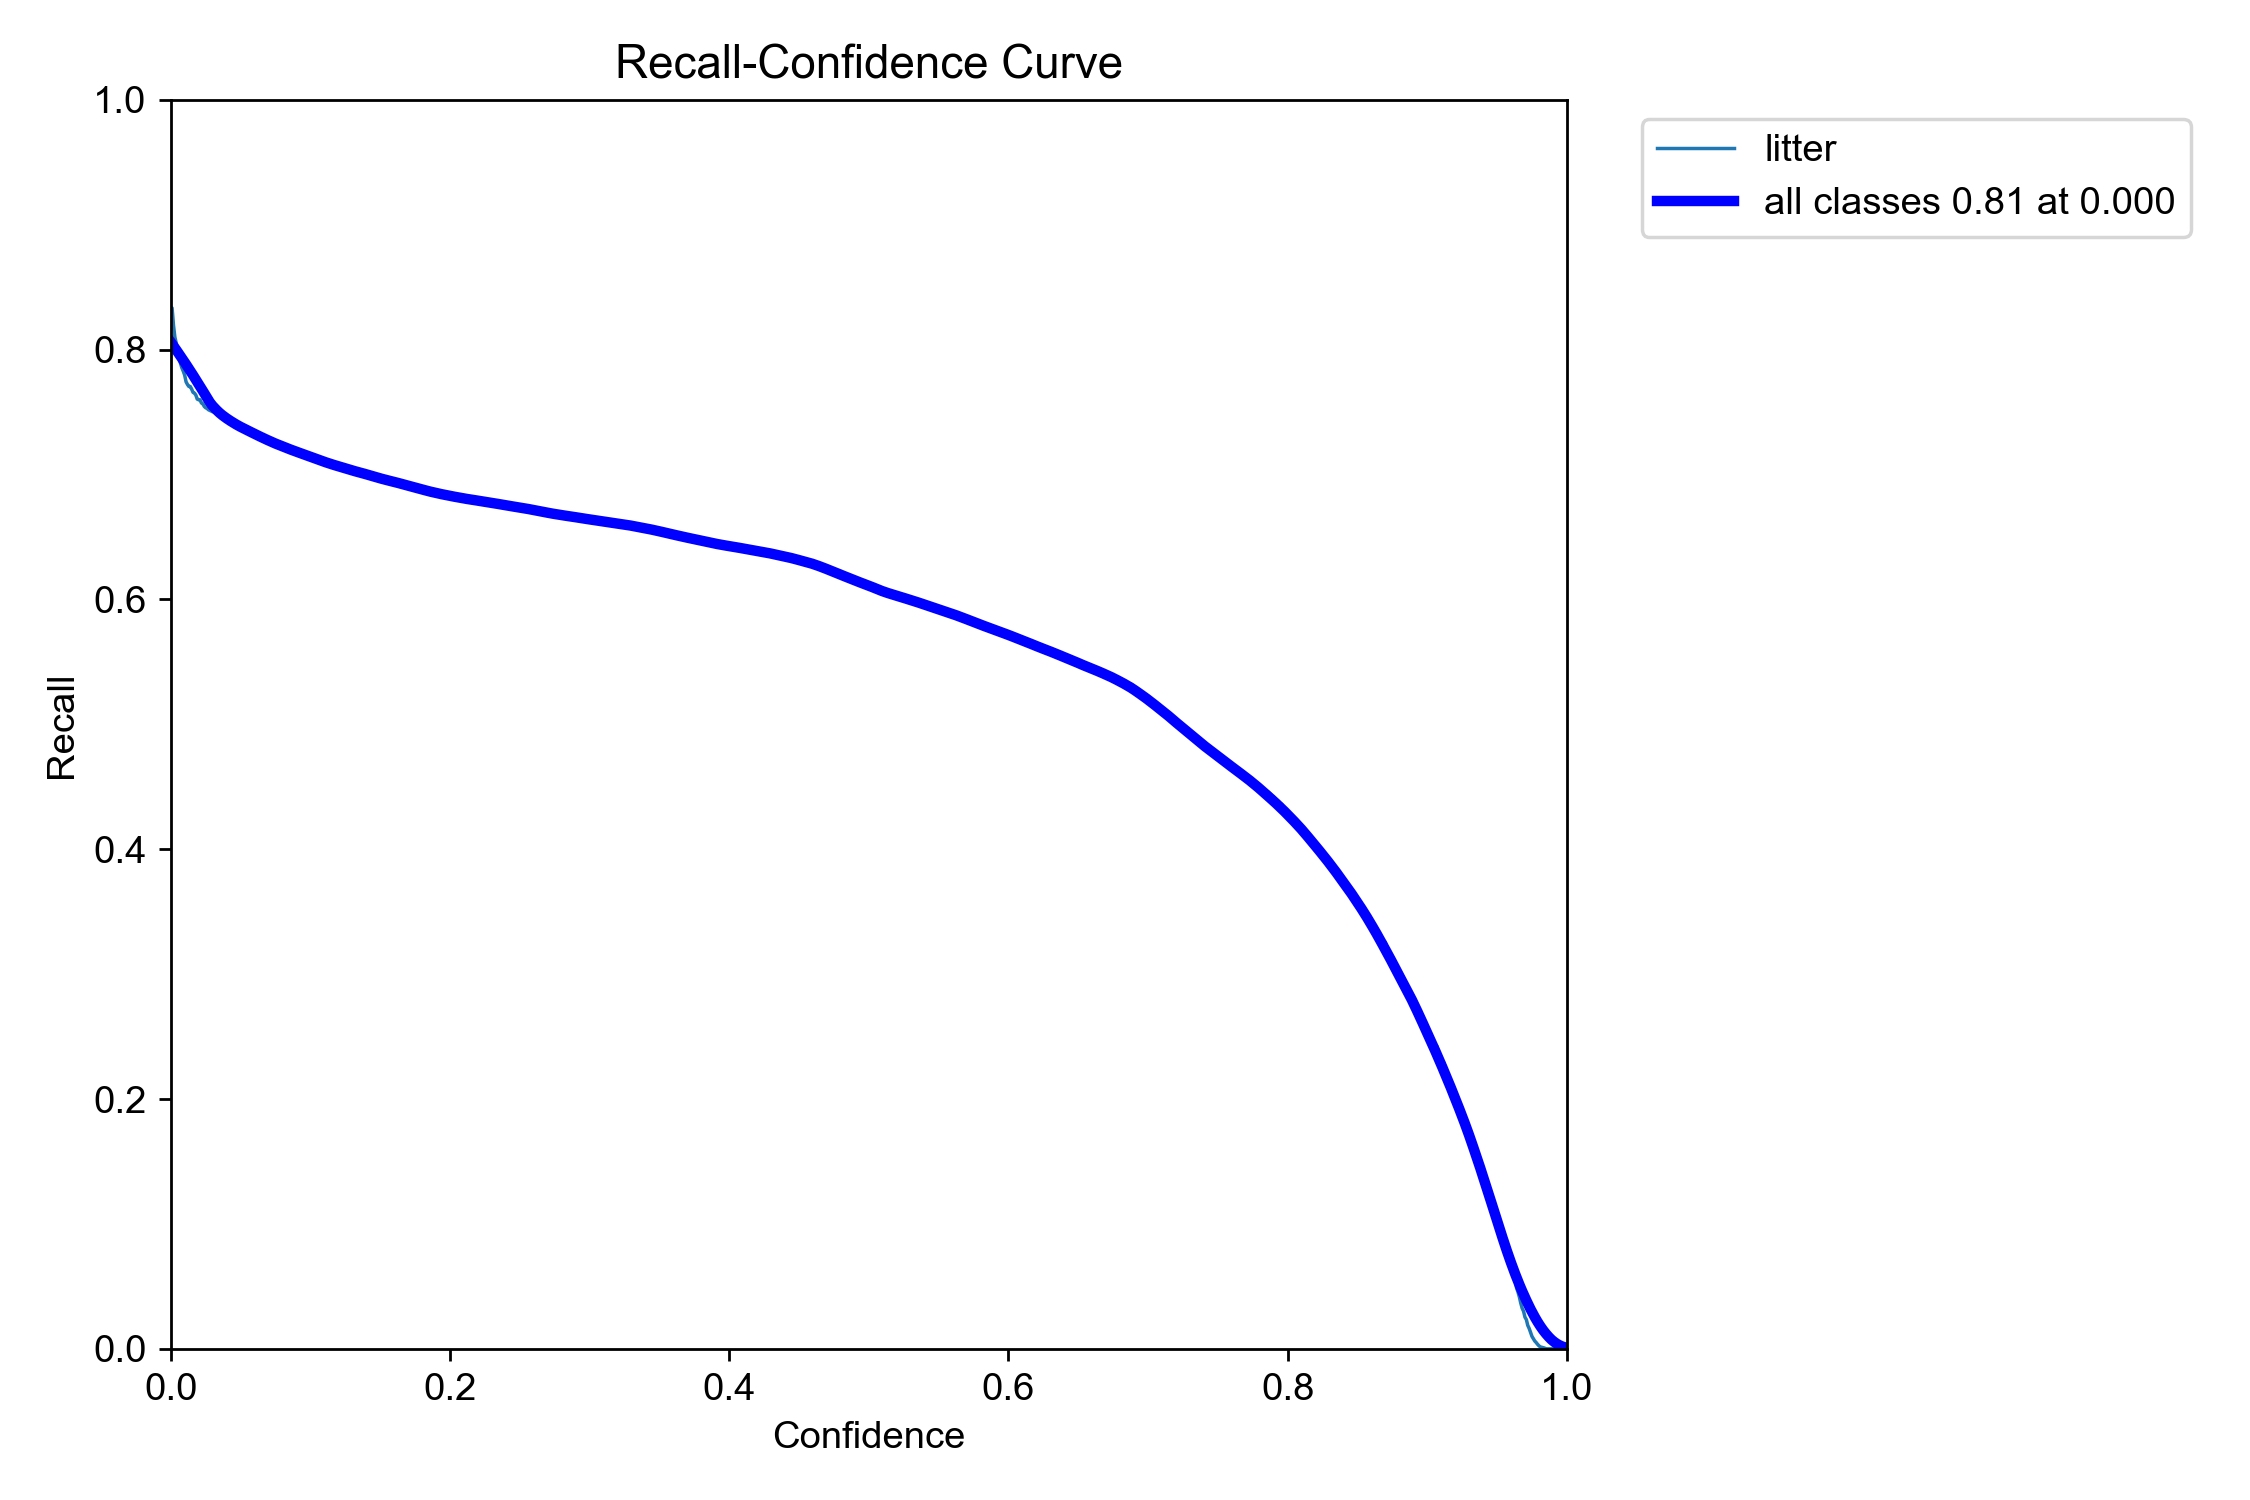 Recall-Confidence Curve
1.0
0.8
0.6
0.4
0.2
0.0
Recall
0.0 0.2 0.4 0.6 0.8 1.0
Confidence
litter
all classes 0.81 at 0.000